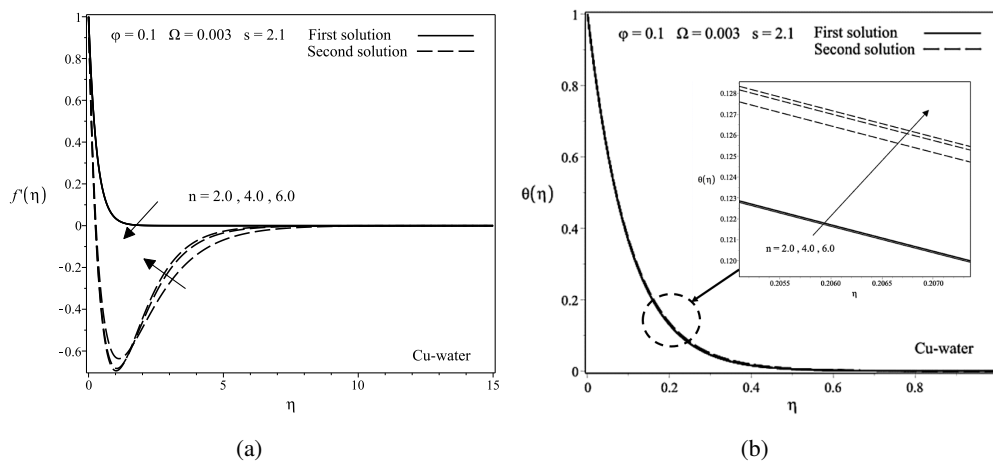 φ = 0.1 Ω = 0.003 s = 2.1 First solution
Second solution
1
0.8
0.6
0.4
0.2
0
-0.2
-0.4
-0.6
f'(η)
n = 2.0 , 4.0 , 6.0
Cu-water
0 5 10 15
η
(a)
φ = 0.1 Ω = 0.003 s = 2.1 First solution
Second solution
1
0.8
0.6
0.4
0.2
0
θ(η)
0.128
0.127
0.126
0.125
0.124
0.123
0.122
0.121
0.120
θ(η)
n = 2.0 , 4.0 , 6.0
0.2055 0.2060 0.2065 0.2070
η
Cu-water
0 0.2 0.4 0.6 0.8
η
(b)